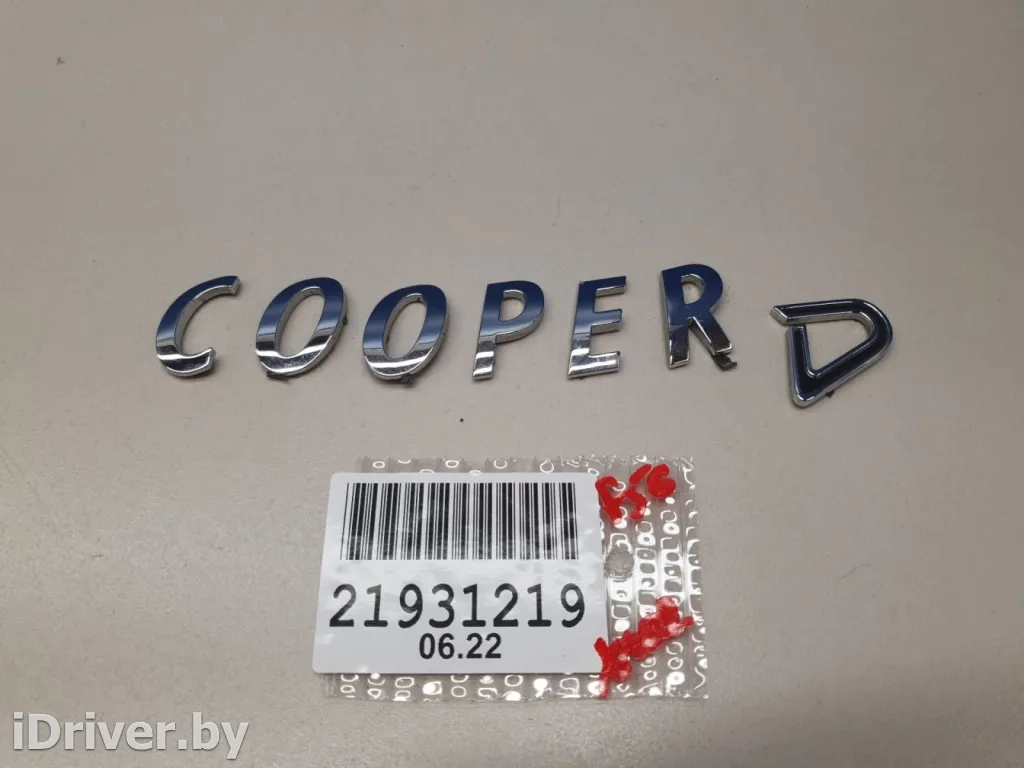 COOPER D
F56
21931219
06.22
iDriver.by